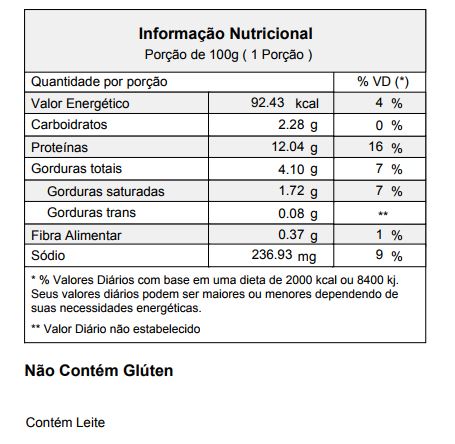 Informação Nutricional
Porção de 100g ( 1 Porção )
Quantidade por porção % VD (*)
Valor Energético 92.43 kcal 4 %
Carboidratos 2.28 g 0 %
Proteínas 12.04 g 16 %
Gorduras totais 4.10 g 7 %
Gorduras saturadas 1.72 g 7 %
Gorduras trans 0.08 g **
Fibra Alimentar 0.37 g 1 %
Sódio 236.93 mg 9 %
* % Valores Diários com base em uma dieta de 2000 kcal ou 8400 kj.
Seus valores diários podem ser maiores ou menores dependendo de
suas necessidades energéticas.
** Valor Diário não estabelecido
Não Contém Glúten
Contém Leite